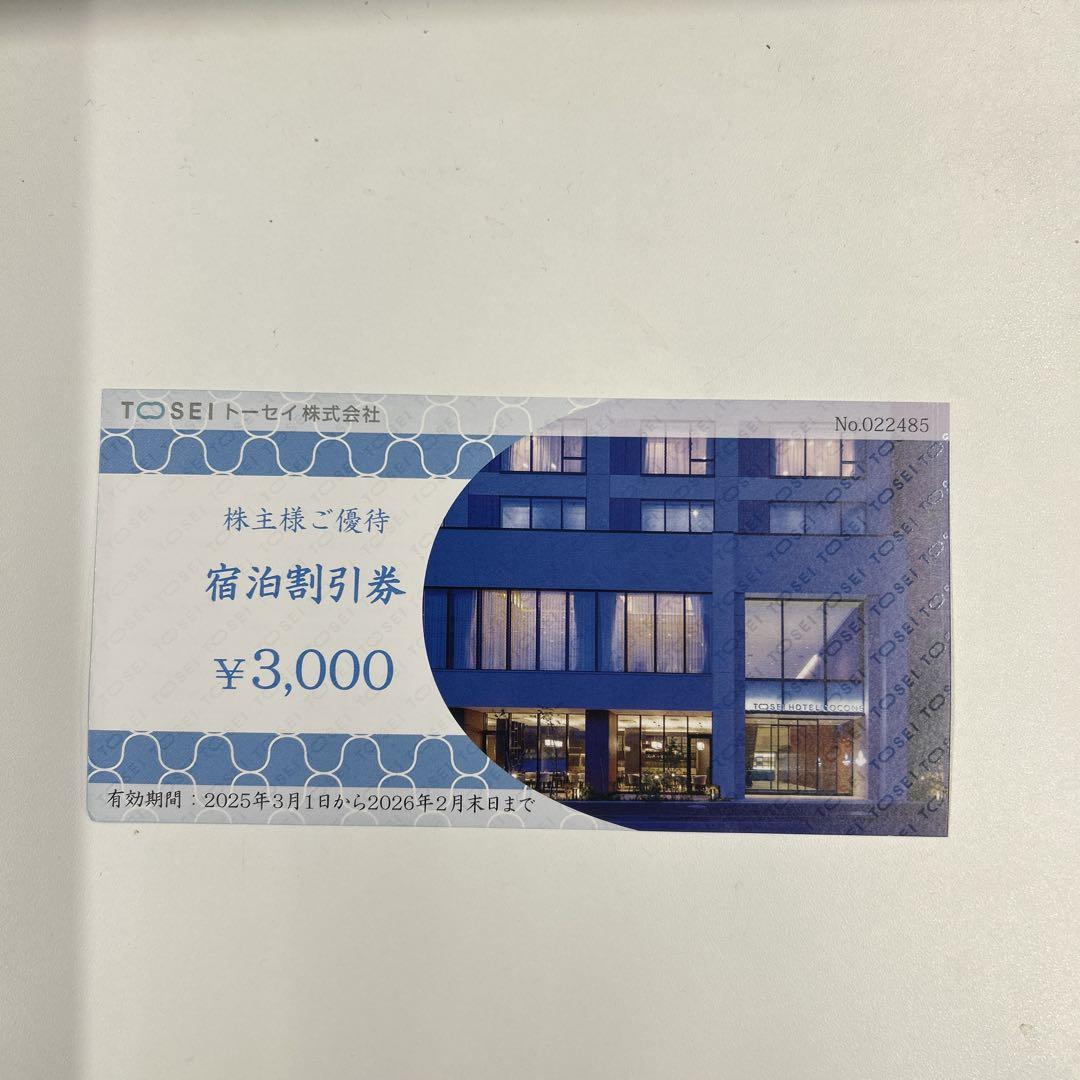 TOSEI トーセイ株式会社
No.022485
株主様ご優待
宿泊割引券
¥3,000
TOSEI HOTEL COCONE
有効期間：2025年3月1日から2026年2月末日まで